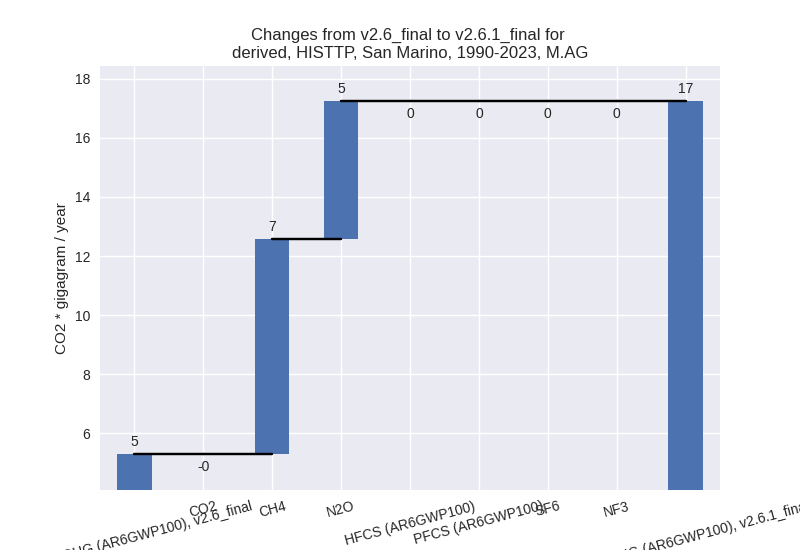 Changes from v2.6_final to v2.6.1_final for
derived, HISTTP, San Marino, 1990-2023, M.AG
CO2 * gigagram / year
18
16
14
12
10
8
6
5
-0
7
5
0
0
0
0
17
(AR6GWP100), v2.6_final
CO2
CH4
N2O
HFCS (AR6GWP100)
PFCS (AR6GWP100)
SF6
NF3
(AR6GWP100), v2.6.1_fina